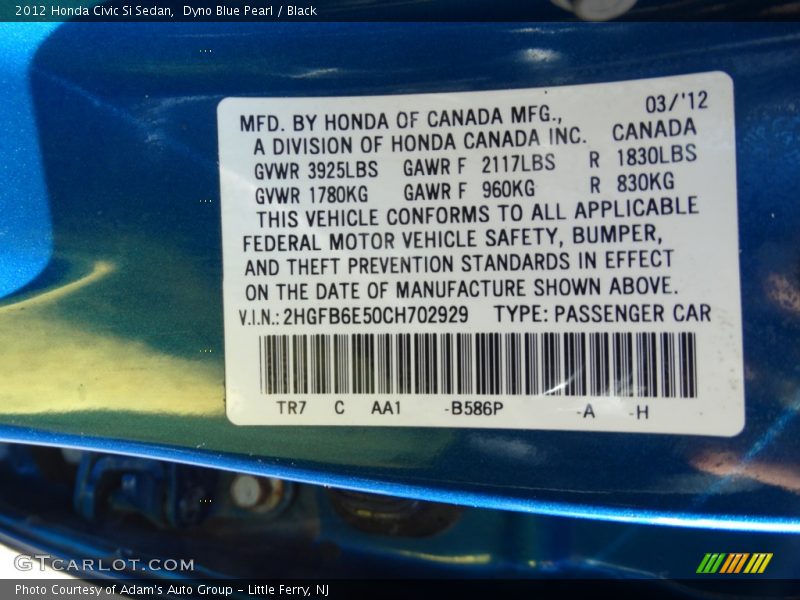 2012 Honda Civic Si Sedan,  Dyno Blue Pearl / Black
03/'12
MFD. BY HONDA OF CANADA MFG.,
A DIVISION OF HONDA CANADA INC. CANADA
GVWR 3925LBS GAWR F 2117LBS R 1830LBS
GVWR 1780KG GAWR F 960KG R 830KG
THIS VEHICLE CONFORMS TO ALL APPLICABLE
FEDERAL MOTOR VEHICLE SAFETY, BUMPER,
AND THEFT PREVENTION STANDARDS IN EFFECT
ON THE DATE OF MANUFACTURE SHOWN ABOVE.
V.I.N.: 2HGFB6E50CH702929 TYPE: PASSENGER CAR
TR7 C AA1 -B586P -A -H
GTCARLOT.COM
Photo Courtesy of Adam's Auto Group - Little Ferry, NJ